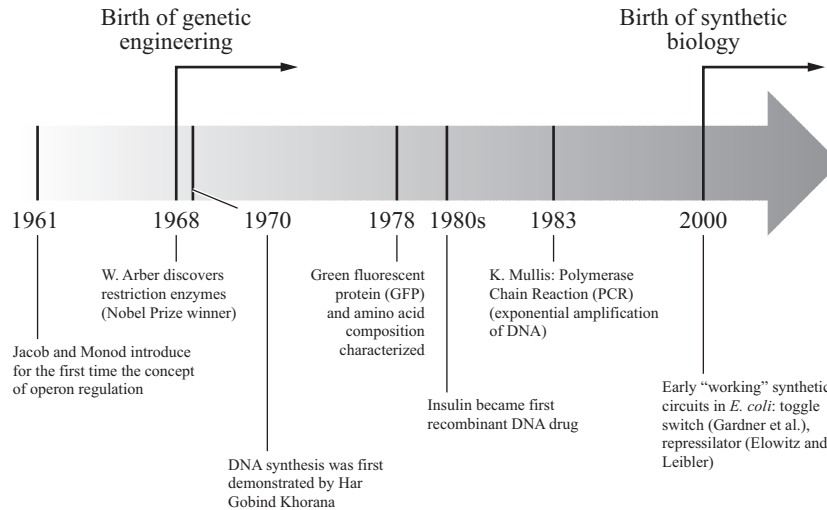 Birth of genetic
engineering
Birth of synthetic
biology
1961
1968
1970
1978
1980s
1983
2000
W. Arber discovers
restriction enzymes
(Nobel Prize winner)
Green fluorescent
protein (GFP)
and amino acid
composition
characterized
K. Mullis: Polymerase
Chain Reaction (PCR)
(exponential amplification
of DNA)
Jacob and Monod introduce
for the first time the concept
of operon regulation
Insulin became first
recombinant DNA drug
Early “working” synthetic
circuits in E. coli: toggle
switch (Gardner et al.),
repressilator (Elowitz and
Leibler)
DNA synthesis was first
demonstrated by Har
Gobind Khorana